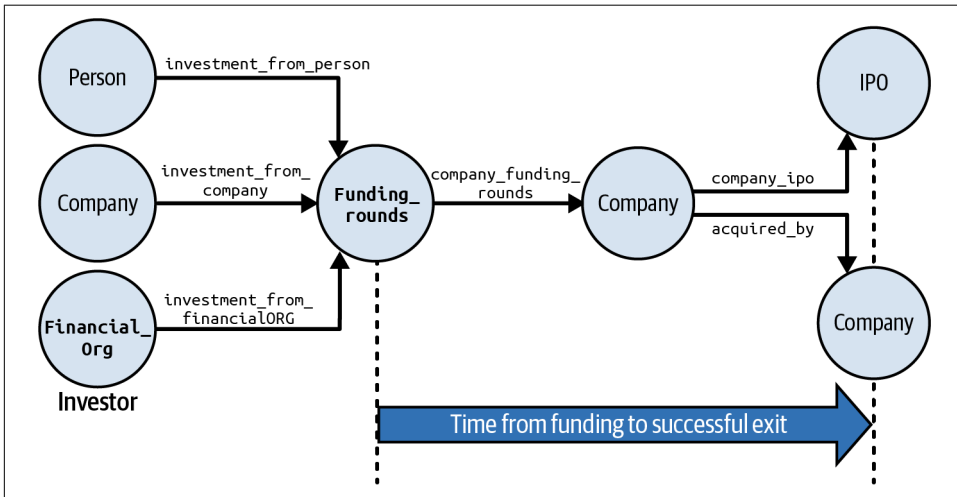 Person
investment_from_person
IPO
Company
investment_from_
company
Funding_
rounds
company_funding_
rounds
Company
company_ipo
acquired_by
Financial_
Org
investment_from_
financialORG
Company
Investor
Time from funding to successful exit